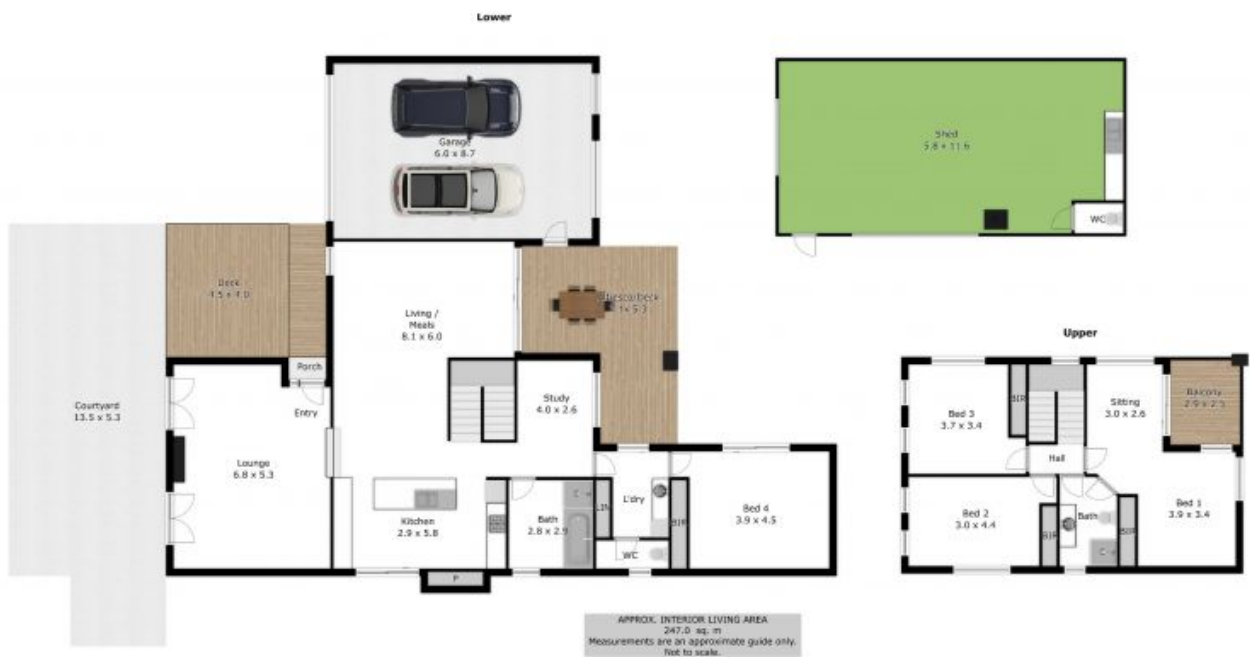 Lower
Garage
6.0 x 8.7
Shed
5.8 x 11.6
WC
Deck
4.5 x 4.0
Living /
Meals
8.1 x 6.0
x 5.3
Porch
Entry
Courtyard
13.5 x 5.3
Lounge
6.8 x 5.3
Study
4.0 x 2.6
Kitchen
2.9 x 5.8
P
Bath
2.8 x 2.9
LIN
L'dry
WC
BIR
Bed 4
3.9 x 4.5
Upper
Bed 3
3.7 x 3.4
BIR
Sitting
3.0 x 2.6
Balcony
2.9 x 2.5
Hall
Bed 2
3.0 x 4.4
BIR
Bath
BIR
Bed 1
3.9 x 3.4
APPROX. INTERIOR LIVING AREA
247.0 sq. m
Measurements are an approximate guide only.
Not to scale.